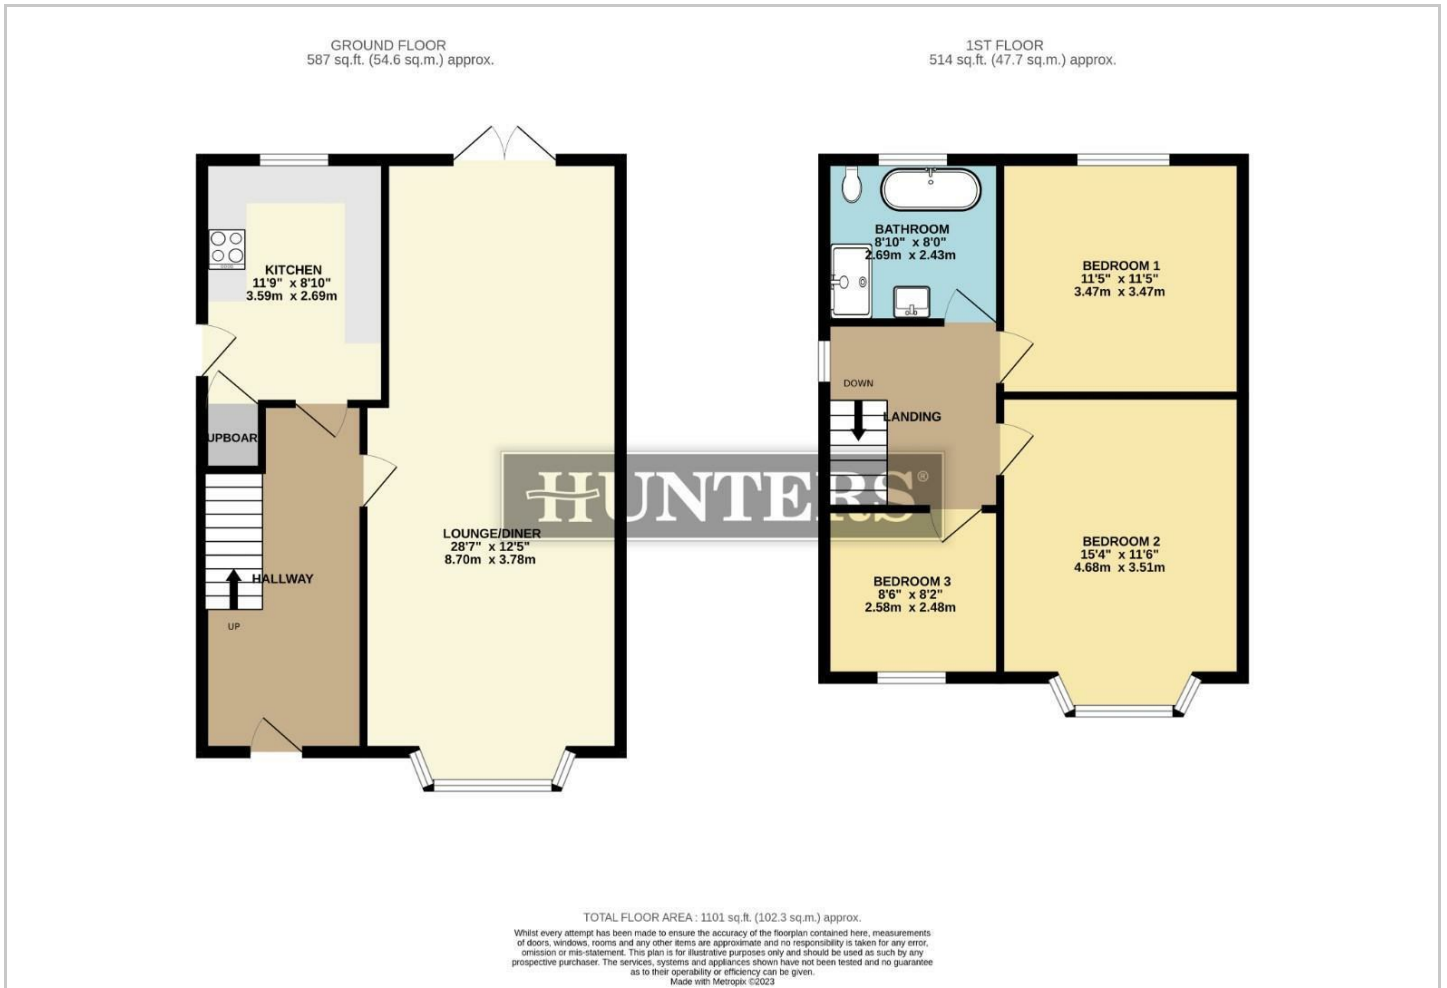 GROUND FLOOR
587 sq.ft. (54.6 sq.m.) approx.
1ST FLOOR
514 sq.ft. (47.7 sq.m.) approx.
KITCHEN
11'9" x 8'10"
3.59m x 2.69m
UPBOAR
HALLWAY
UP
LOUNGE/DINER
28'7" x 12'5"
8.70m x 3.78m
BATHROOM
8'10" x 8'0"
2.69m x 2.43m
BEDROOM 1
11'5" x 11'5"
3.47m x 3.47m
DOWN
LANDING
BEDROOM 2
15'4" x 11'6"
4.68m x 3.51m
BEDROOM 3
8'6" x 8'2"
2.58m x 2.48m
HUNTERS®
TOTAL FLOOR AREA : 1101 sq.ft. (102.3 sq.m.) approx.
Whilst every attempt has been made to ensure the accuracy of the floorplan contained here, measurements
of doors, windows, rooms and any other items are approximate and no responsibility is taken for any error,
omission or mis-statement. This plan is for illustrative purposes only and should be used as such by any
prospective purchaser. The services, systems and appliances shown have not been tested and no guarantee
as to their operability or efficiency can be given.
Made with Metropix ©2023